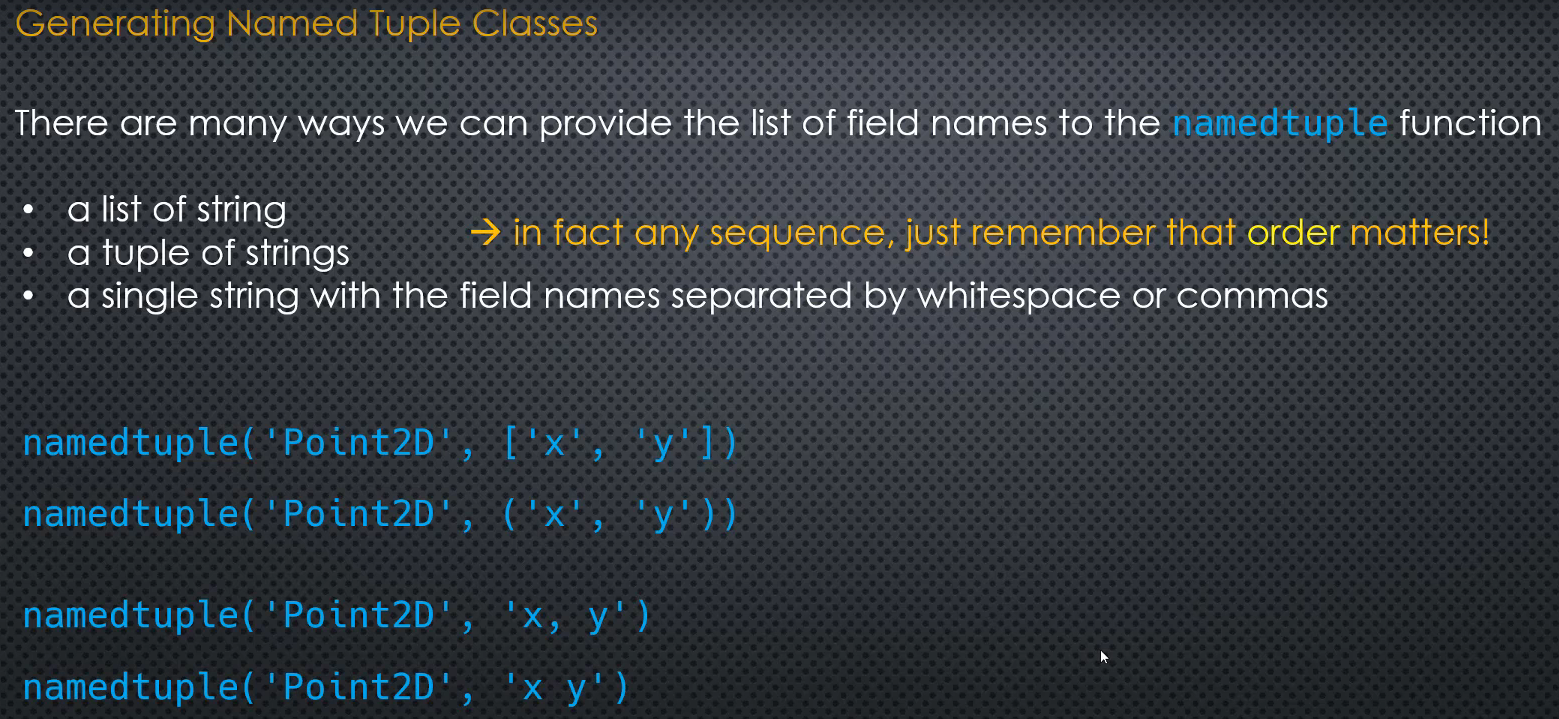 Generating Named Tuple Classes
There are many ways we can provide the list of field names to the namedtuple function
• a list of string
• a tuple of strings
→ in fact any sequence, just remember that order matters!
• a single string with the field names separated by whitespace or commas
namedtuple('Point2D', ['x', 'y'])
namedtuple('Point2D', ('x', 'y'))
namedtuple('Point2D', 'x, y')
namedtuple('Point2D', 'x y')